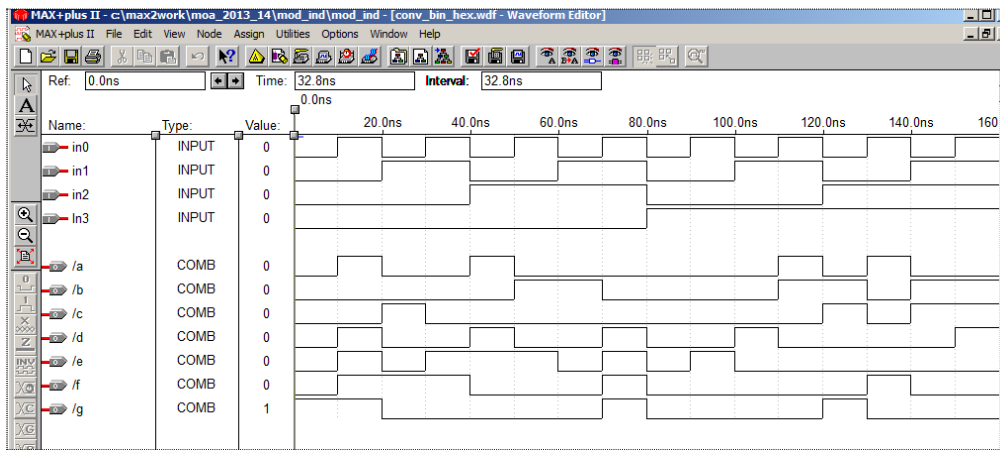 MAX+plus II - c:\max2work\moa_2013_14\mod_ind\mod_ind - [conv_bin_hex.wdf - Waveform Editor]
MAX+plus II File Edit View Node Assign Utilities Options Window Help
Ref: 0.0ns Time: 32.8ns Interval: 32.8ns
0.0ns
Name: Type: Value: 20.0ns 40.0ns 60.0ns 80.0ns 100.0ns 120.0ns 140.0ns 160
in0 INPUT 0
in1 INPUT 0
in2 INPUT 0
In3 INPUT 0
/a COMB 0
/b COMB 0
/c COMB 0
/d COMB 0
/e COMB 0
/f COMB 0
/g COMB 1